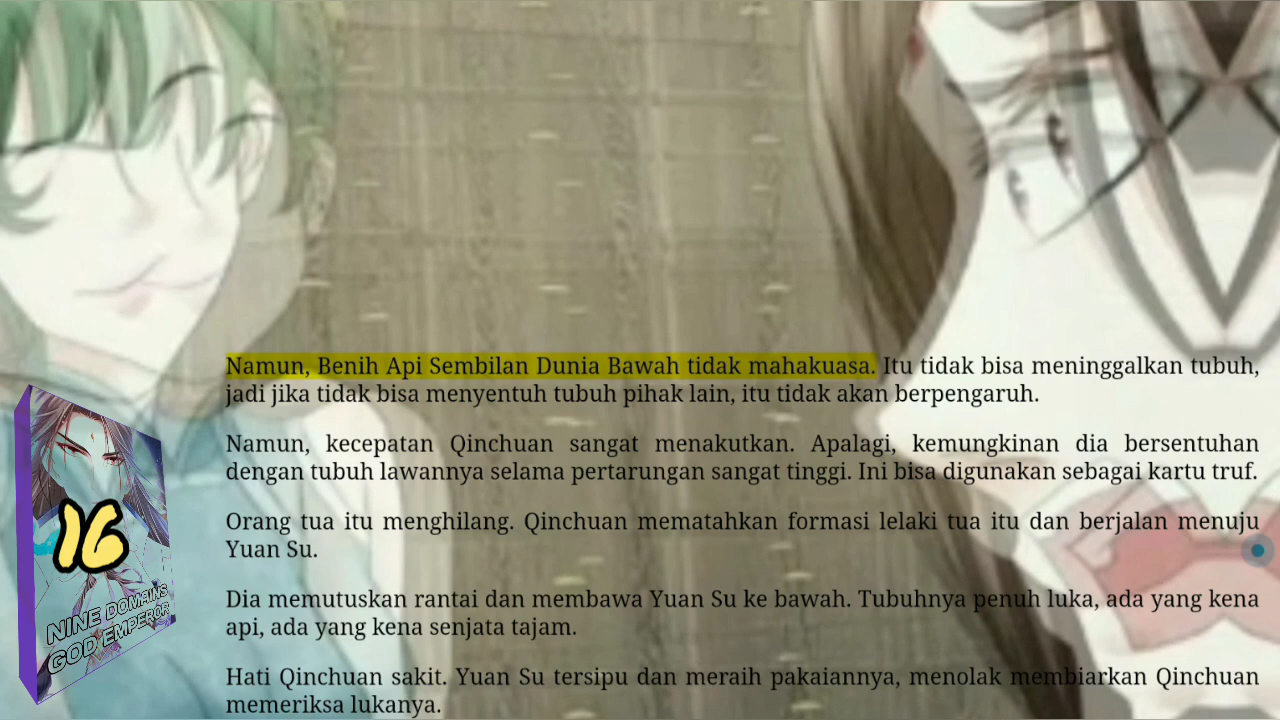 Namun, Benih Api Sembilan Dunia Bawah tidak mahakuasa. Itu tidak bisa meninggalkan tubuh,
jadi jika tidak bisa menyentuh tubuh pihak lain, itu tidak akan berpengaruh.
Namun, kecepatan Qinchuan sangat menakutkan. Apalagi, kemungkinan dia bersentuhan
dengan tubuh lawannya selama pertarungan sangat tinggi. Ini bisa digunakan sebagai kartu truf.
Orang tua itu menghilang. Qinchuan mematahkan formasi lelaki tua itu dan berjalan menuju
Yuan Su.
Dia memutuskan rantai dan membawa Yuan Su ke bawah. Tubuhnya penuh luka, ada yang kena
api, ada yang kena senjata tajam.
Hati Qinchuan sakit. Yuan Su tersipu dan meraih pakaiannya, menolak membiarkan Qinchuan
memeriksa lukanya.
16
NINE DOMAINS
GOD EMPEROR